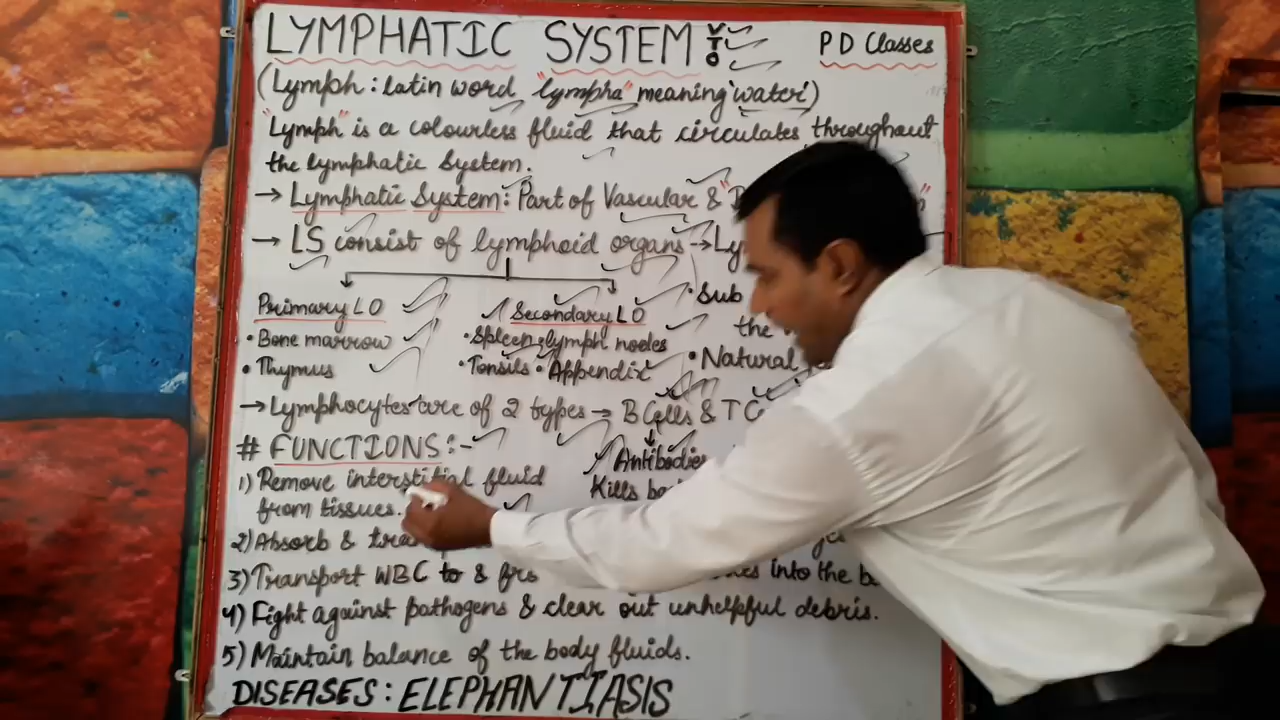 LYMPHATIC SYSTEM
P D Classes
(Lymph : latin word "lympha" meaning 'water')
"Lymph" is a colourless fluid that circulates throughout
the lymphatic System.
→ Lymphatic System: Part of Vascular &
→ LS consist of lymphoid organs →
Primary LO
• Bone marrow
• Thymus
Secondary LO
• Spleen • lymph nodes
• Tonsils • Appendix
• Sub
the
• Natural
→ Lymphocytes are of 2 types → B Cells & T
Antibodies
Kills
# FUNCTIONS :-
1) Remove interstitial fluid
from tissues.
2) Absorb &
3) Transport WBC to & into the
4) Fight against pathogens & clear out unhelpful debris.
5) Maintain balance of the body fluids.
DISEASES : ELEPHANTIASIS